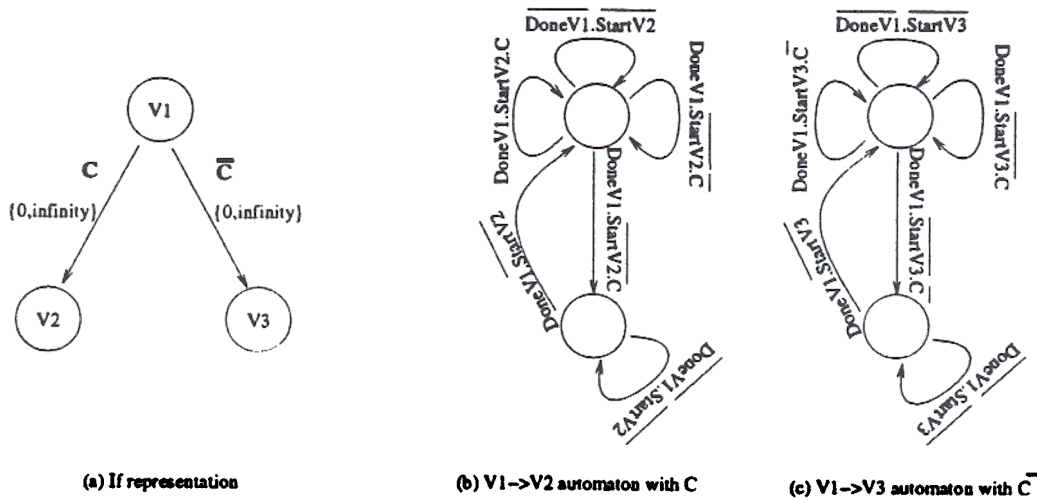 V1
C
C̅
{0,infinity}
{0,infinity}
V2
V3
(a) If representation
DoneV1.StartV2
DoneV1.StartV2.C
DoneV1.StartV2.C
DoneV1.StartV2.C
DoneV1.StartV2
DoneV1.StartV2
(b) V1->V2 automaton with C
DoneV1.StartV3
DoneV1.StartV3.C̅
DoneV1.StartV3.C
DoneV1.StartV3.C
DoneV1.StartV3
DoneV1.StartV3
(c) V1->V3 automaton with C̅